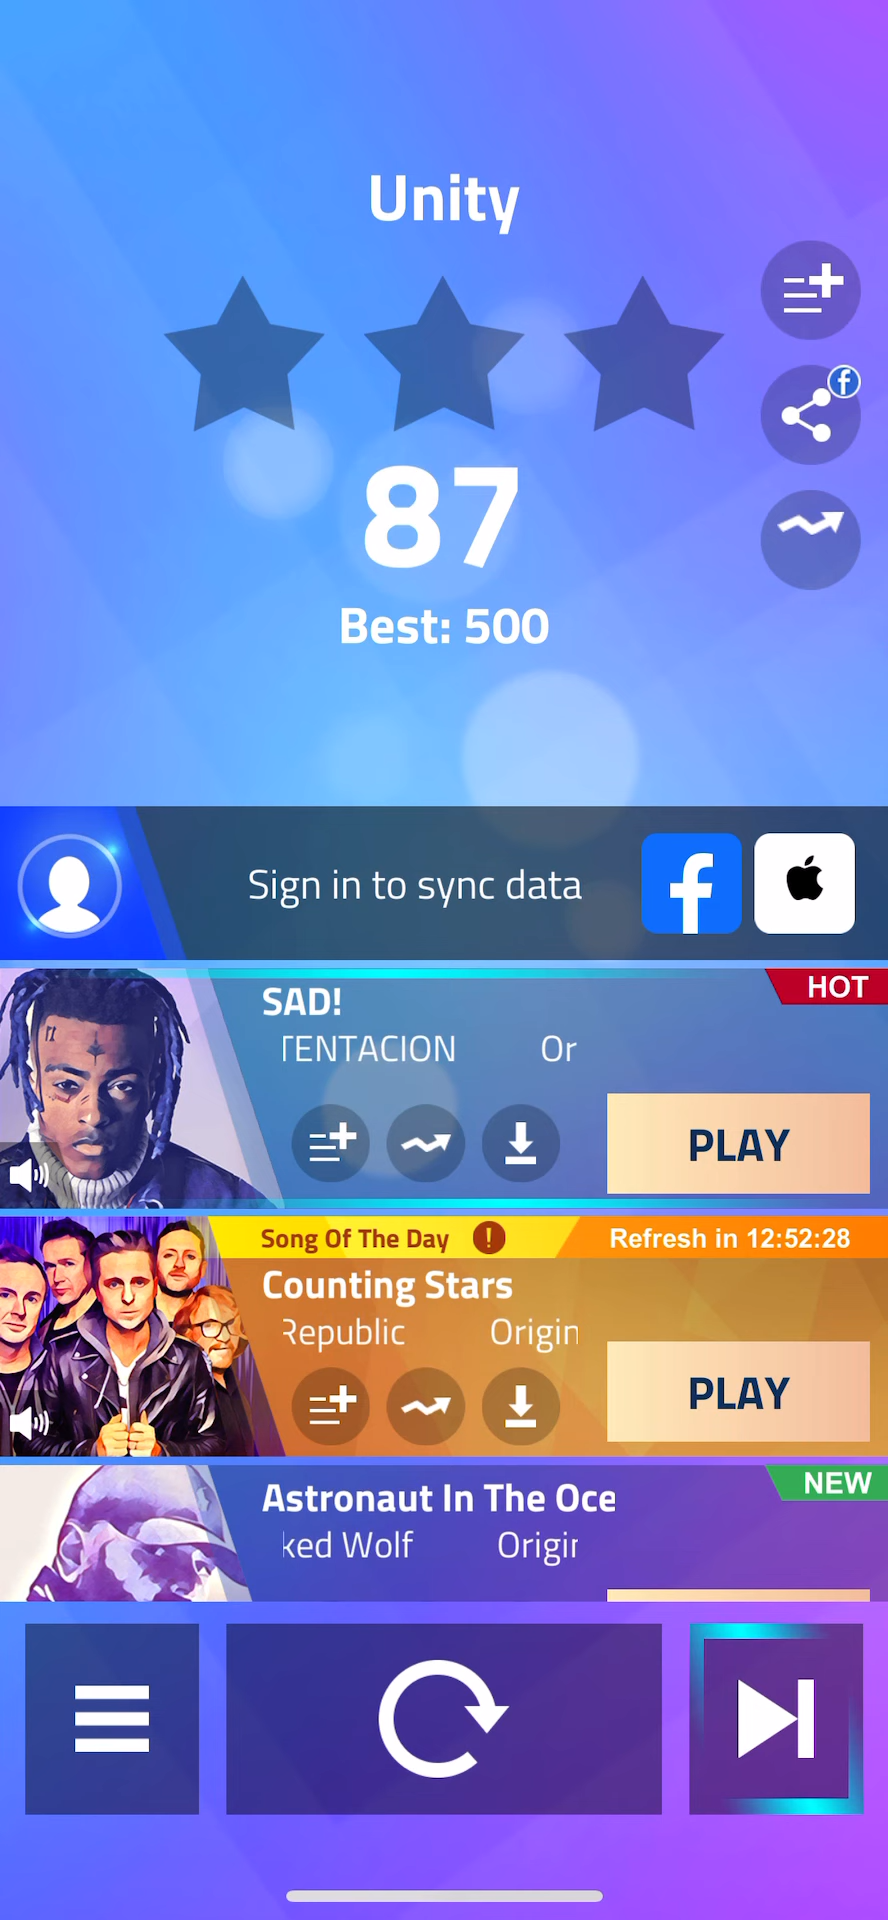 Unity
87
Best: 500
Sign in to sync data
HOT
SAD!
TENTACION Or
PLAY
Song Of The Day !
Refresh in 12:52:28
Counting Stars
Republic Origin
PLAY
NEW
Astronaut In The Oce
ked Wolf Origin